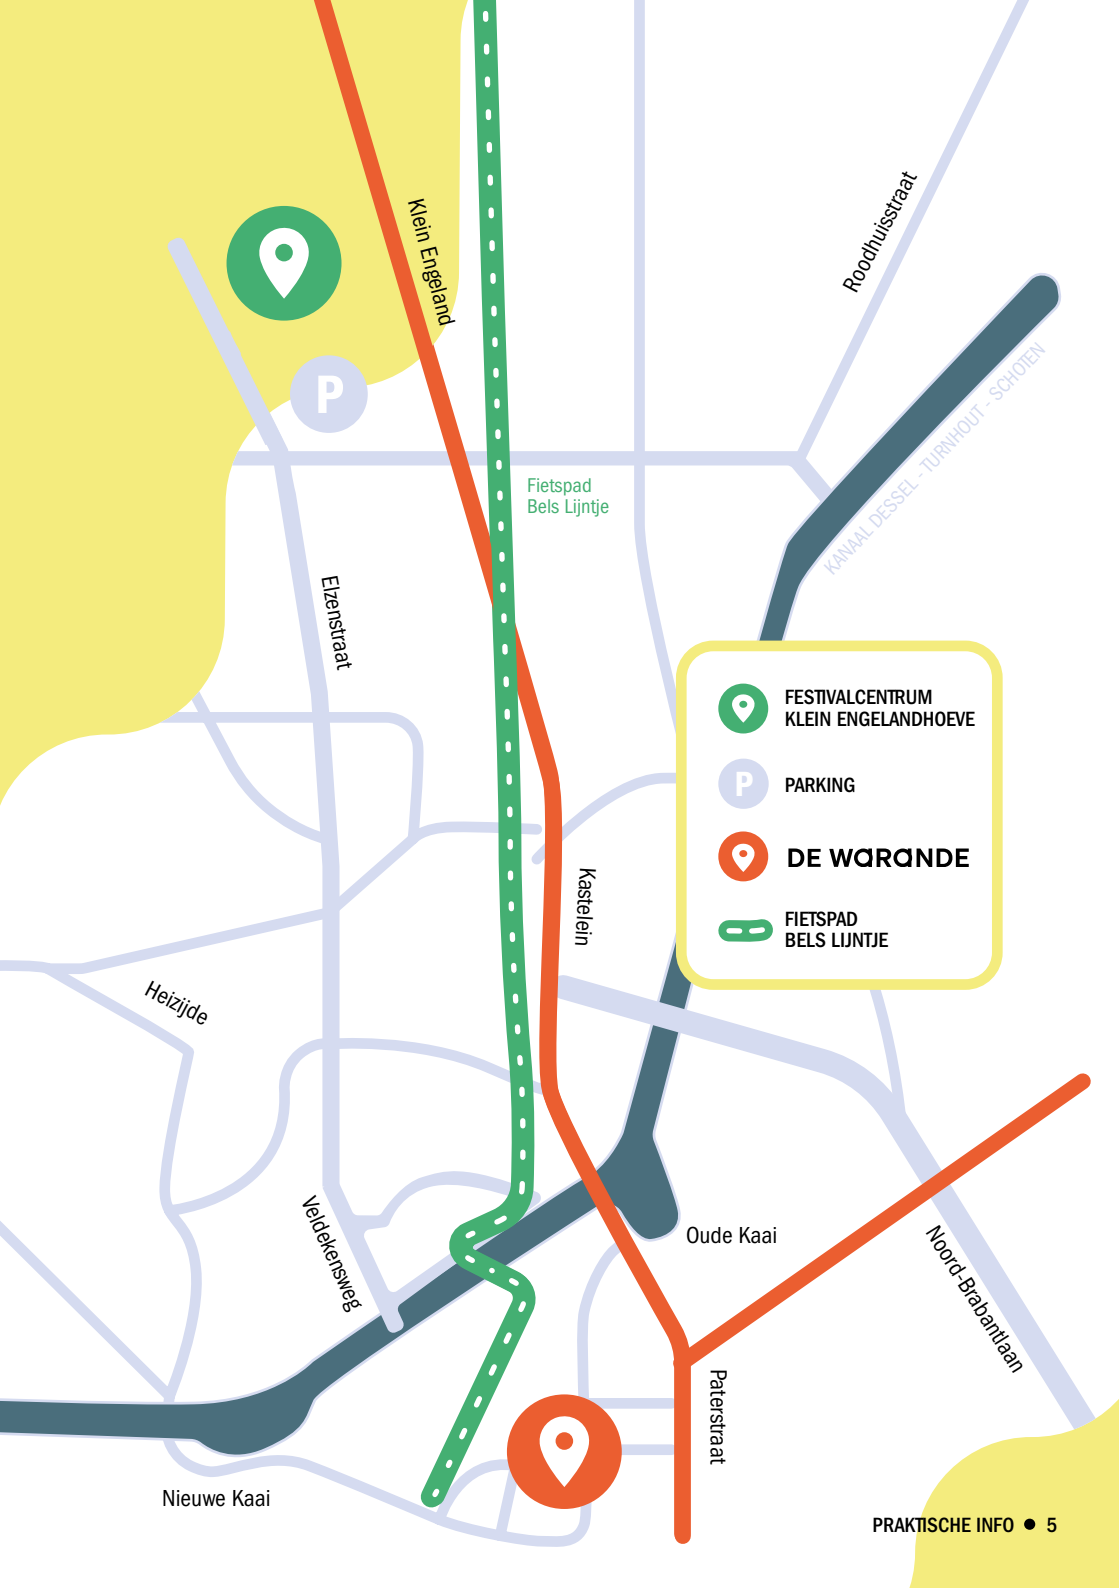 Klein Engeland
Roodhuisstraat
P
KANAAL DESSEL - TURNHOUT - SCHOTEN
Fietspad
Bels Lijntje
Elzenstraat
FESTIVALCENTRUM
KLEIN ENGELANDHOEVE
P
PARKING
DE WARANDE
FIETSPAD
BELS LIJNTJE
Kastelein
Heizijde
Veldekensweg
Oude Kaai
Noord-Brabantlaan
Paterstraat
Nieuwe Kaai
PRAKTISCHE INFO ● 5